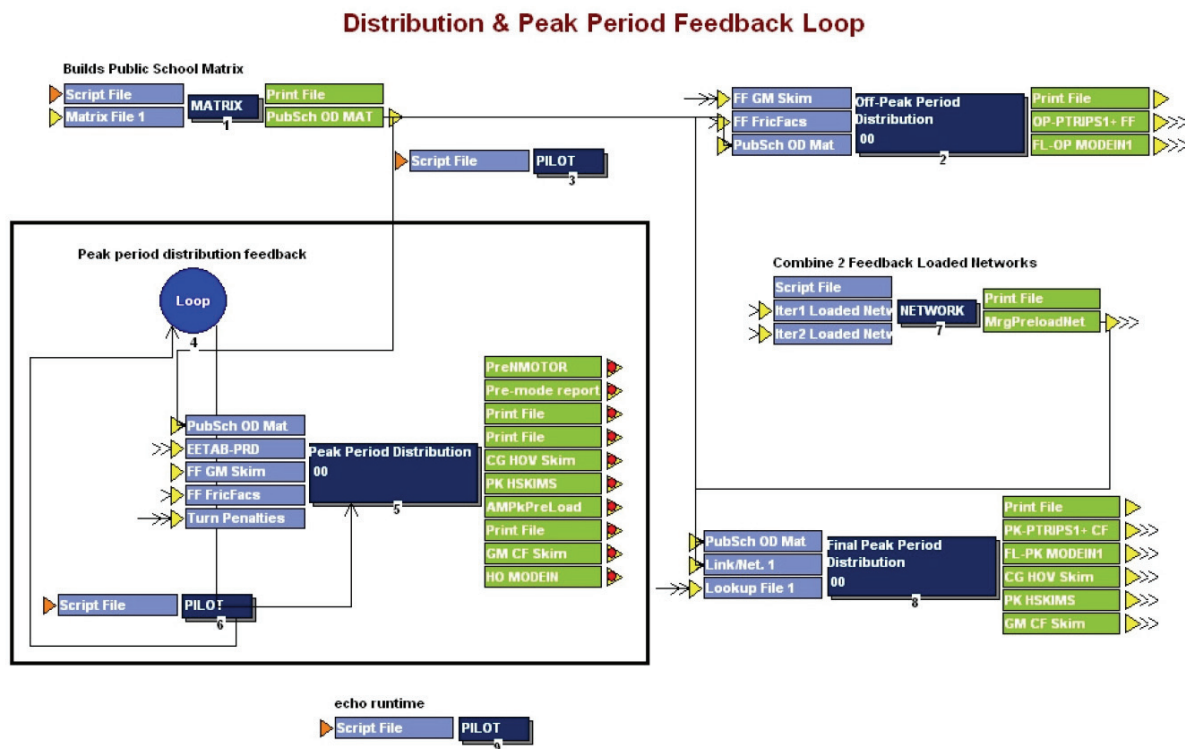 Distribution & Peak Period Feedback Loop
Builds Public School Matrix
Script File
Matrix File 1
MATRIX
1
Print File
PubSch OD MAT
Script File
PILOT
3
FF GM Skim
FF FricFacs
PubSch OD Mat
Off-Peak Period
Distribution
00
2
Print File
OP-PTRIPS1+ FF
FL-OP MODEIN1
Peak period distribution feedback
Loop
4
PubSch OD Mat
EETAB-PRD
FF GM Skim
FF FricFacs
Turn Penalties
Peak Period Distribution
00
5
PreNMOTOR
Pre-mode report
Print File
Print File
CG HOV Skim
PK HSKIMS
AMPkPreLoad
Print File
GM CF Skim
HO MODEIN
Script File
PILOT
6
Combine 2 Feedback Loaded Networks
Script File
Iter1 Loaded Netw
Iter2 Loaded Netw
NETWORK
7
Print File
MrgPreloadNet
PubSch OD Mat
Link/Net. 1
Lookup File 1
Final Peak Period
Distribution
00
8
Print File
PK-PTRIPS1+ CF
FL-PK MODEIN1
CG HOV Skim
PK HSKIMS
GM CF Skim
echo runtime
Script File
PILOT
9